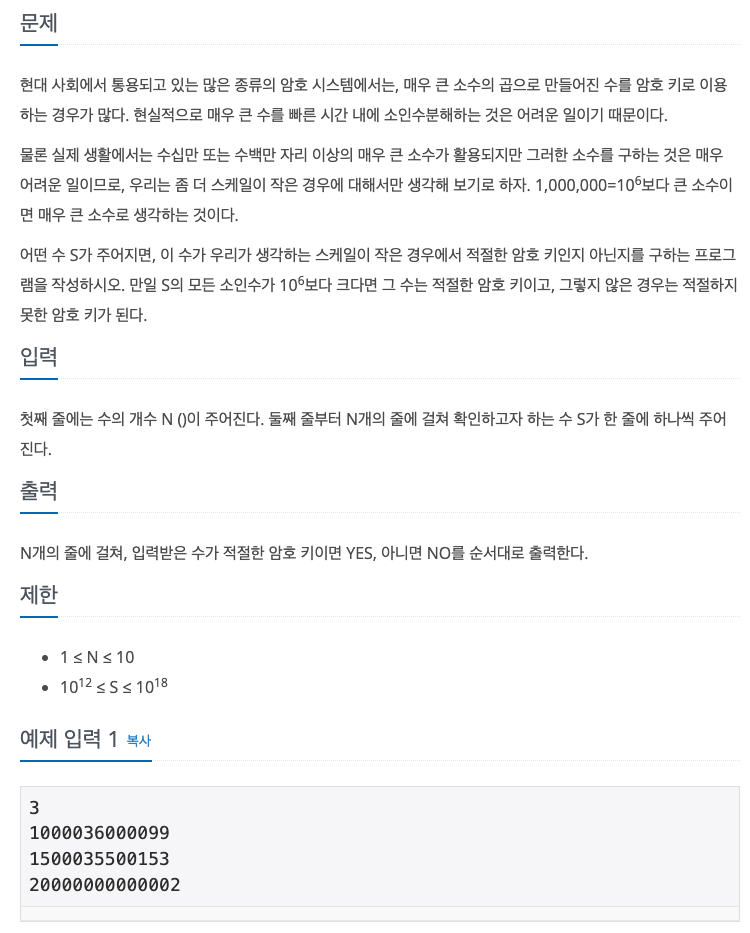 문제
현대 사회에서 통용되고 있는 많은 종류의 암호 시스템에서는, 매우 큰 소수의 곱으로 만들어진 수를 암호 키로 이용
하는 경우가 많다. 현실적으로 매우 큰 수를 빠른 시간 내에 소인수분해하는 것은 어려운 일이기 때문이다.
물론 실제 생활에서는 수십만 또는 수백만 자리 이상의 매우 큰 소수가 활용되지만 그러한 소수를 구하는 것은 매우
어려운 일이므로, 우리는 좀 더 스케일이 작은 경우에 대해서만 생각해 보기로 하자. 1,000,000=10⁶보다 큰 소수이
면 매우 큰 소수로 생각하는 것이다.
어떤 수 S가 주어지면, 이 수가 우리가 생각하는 스케일이 작은 경우에서 적절한 암호 키인지 아닌지를 구하는 프로그
램을 작성하시오. 만일 S의 모든 소인수가 10⁶보다 크다면 그 수는 적절한 암호 키이고, 그렇지 않은 경우는 적절하지
못한 암호 키가 된다.
입력
첫째 줄에는 수의 개수 N ()이 주어진다. 둘째 줄부터 N개의 줄에 걸쳐 확인하고자 하는 수 S가 한 줄에 하나씩 주어
진다.
출력
N개의 줄에 걸쳐, 입력받은 수가 적절한 암호 키이면 YES, 아니면 NO를 순서대로 출력한다.
제한
• 1 ≤ N ≤ 10
• 10¹² ≤ S ≤ 10¹⁸
예제 입력 1 복사
3
1000036000099
1500035500153
20000000000002